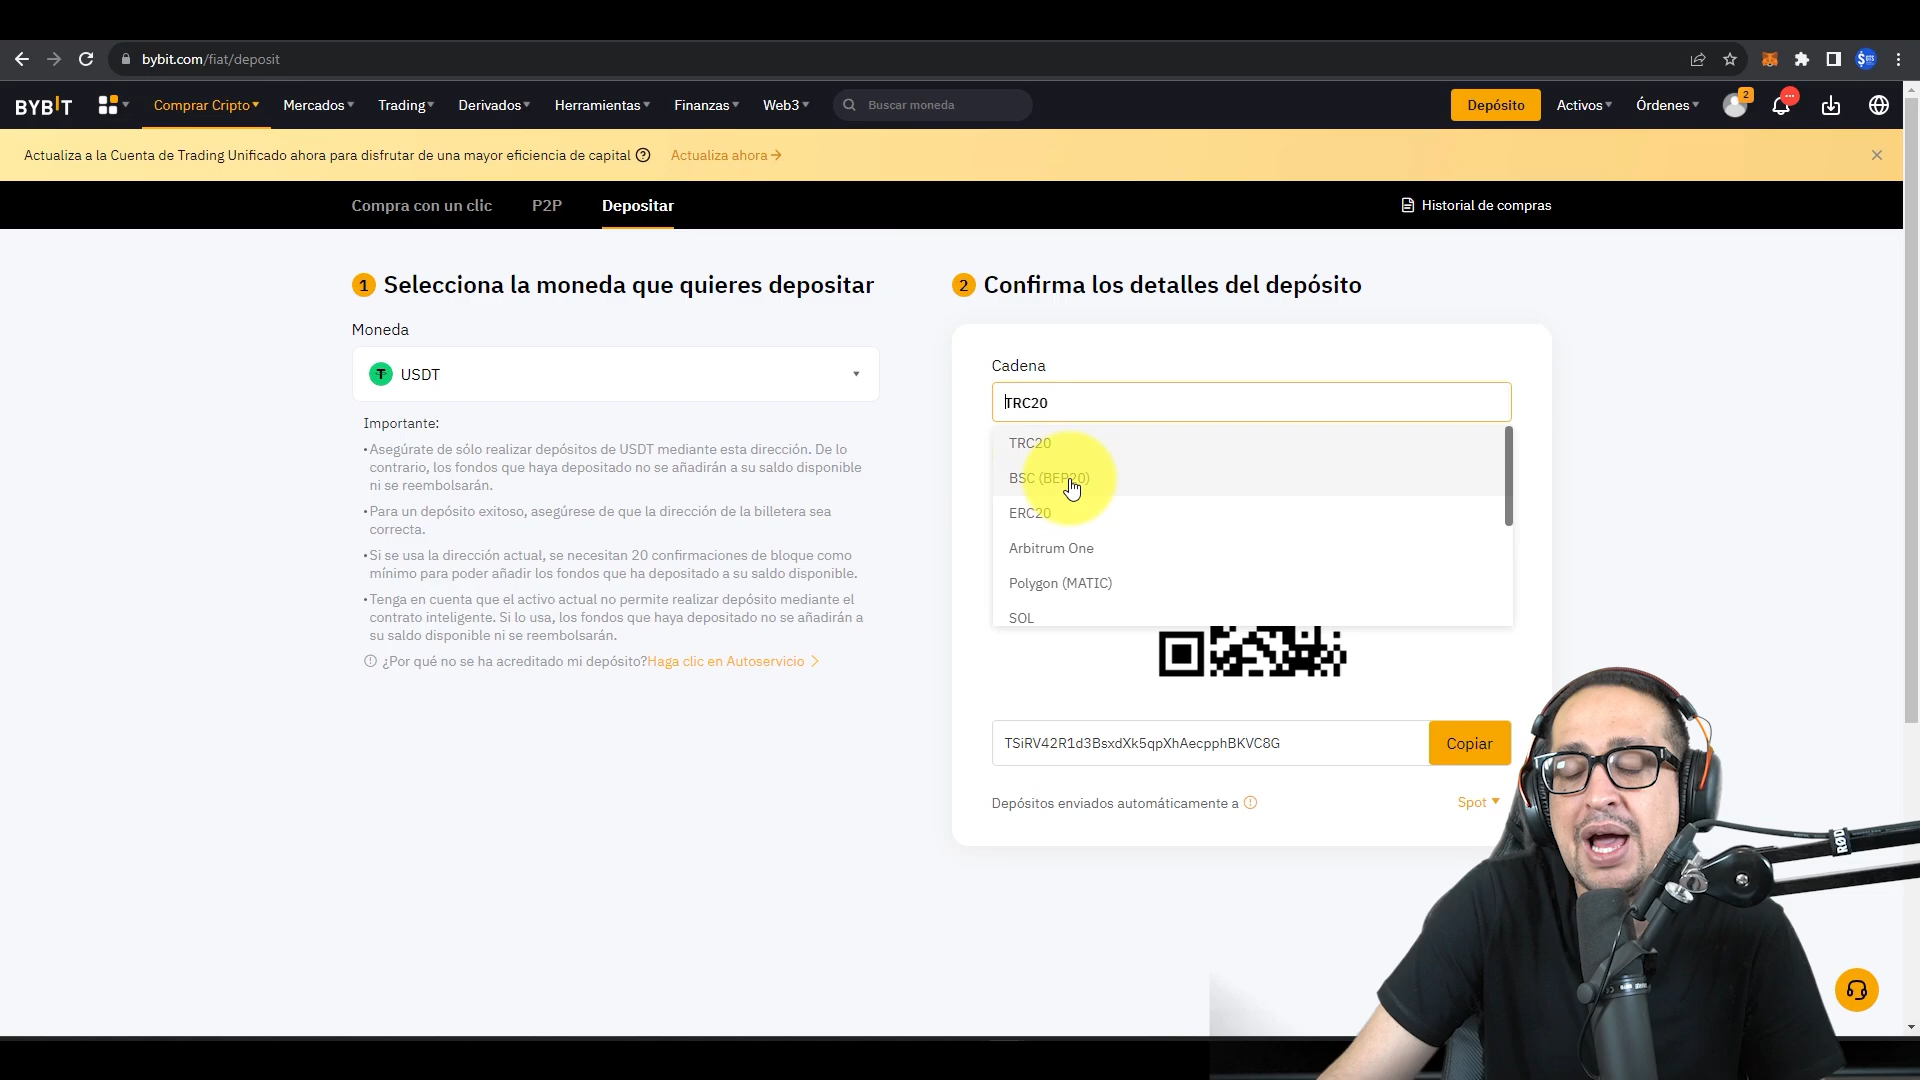 bybit.com/fiat/deposit
BYBIT
Comprar Cripto
Mercados
Trading
Derivados
Herramientas
Finanzas
Web3
Buscar moneda
Depósito
Activos
Órdenes
2
Actualiza a la Cuenta de Trading Unificado ahora para disfrutar de una mayor eficiencia de capital
Actualiza ahora
Compra con un clic
P2P
Depositar
Historial de compras
1 Selecciona la moneda que quieres depositar
Moneda
USDT
Importante:
•Asegúrate de sólo realizar depósitos de USDT mediante esta dirección. De lo
contrario, los fondos que haya depositado no se añadirán a su saldo disponible
ni se reembolsarán.
•Para un depósito exitoso, asegúrese de que la dirección de la billetera sea
correcta.
•Si se usa la dirección actual, se necesitan 20 confirmaciones de bloque como
mínimo para poder añadir los fondos que ha depositado a su saldo disponible.
•Tenga en cuenta que el activo actual no permite realizar depósito mediante el
contrato inteligente. Si lo usa, los fondos que haya depositado no se añadirán a
su saldo disponible ni se reembolsarán.
¿Por qué no se ha acreditado mi depósito?Haga clic en Autoservicio
2 Confirma los detalles del depósito
Cadena
TRC20
TRC20
BSC (BEP20)
ERC20
Arbitrum One
Polygon (MATIC)
SOL
TSiRV42R1d3BsxdXk5qpXhAecpphBKVC8G
Copiar
Depósitos enviados automáticamente a
Spot
RØDE